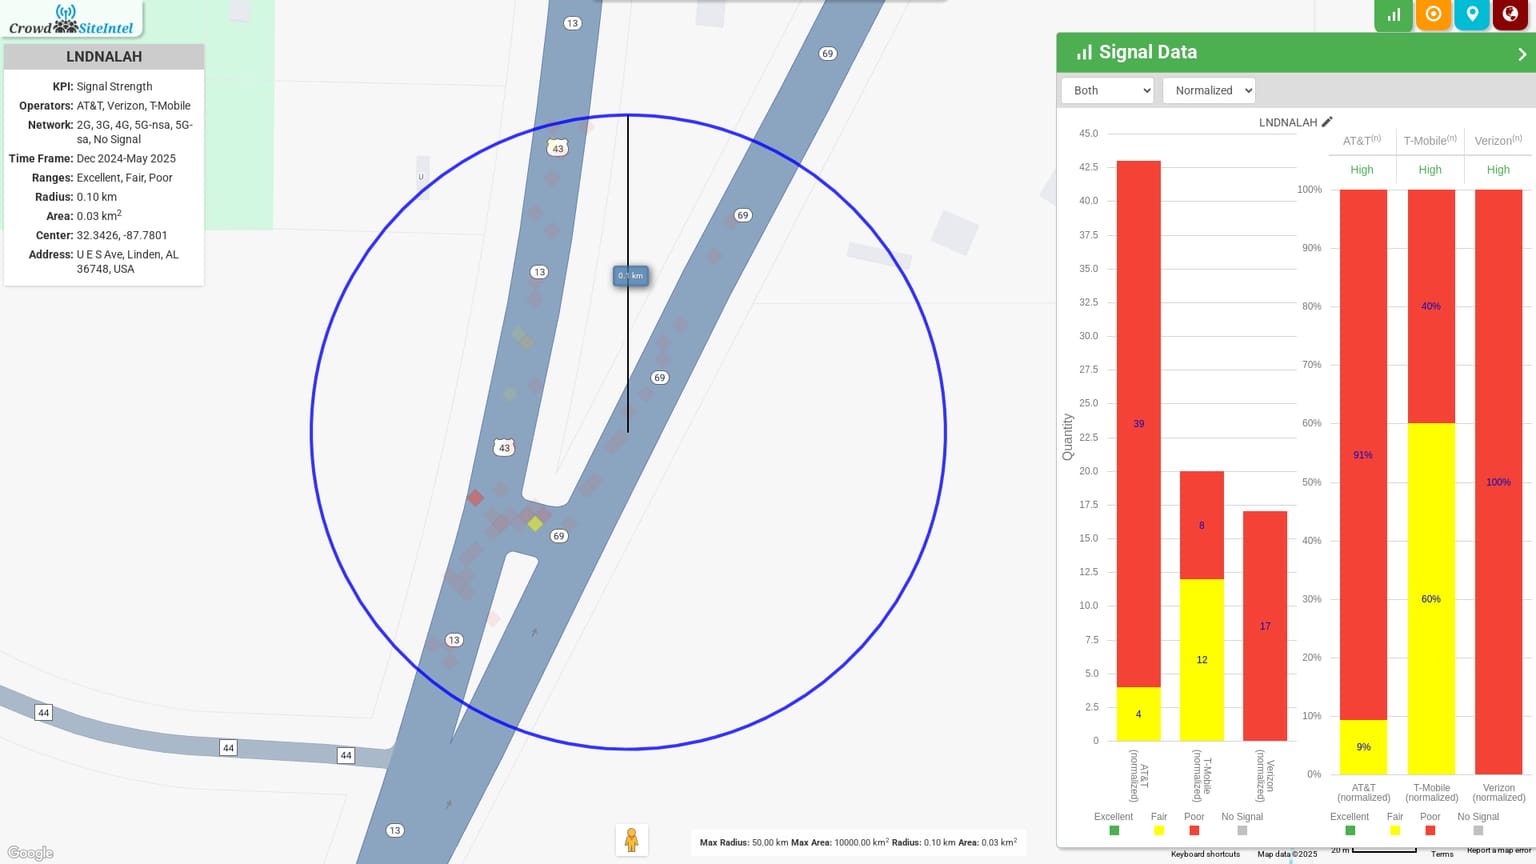 Crowd SiteIntel
LNDNALAH
KPI: Signal Strength
Operators: AT&T, Verizon, T-Mobile
Network: 2G, 3G, 4G, 5G-nsa, 5G-
sa, No Signal
Time Frame: Dec 2024-May 2025
Ranges: Excellent, Fair, Poor
Radius: 0.10 km
Area: 0.03 km²
Center: 32.3426, -87.7801
Address: U E S Ave, Linden, AL
36748, USA
13
69
43
U
69
13
0.1 km
69
43
69
13
44
44
44
13
Google
Max Radius: 50.00 km Max Area: 10000.00 km² Radius: 0.10 km Area: 0.03 km²
Signal Data
Both
Normalized
LNDNALAH
Quantity
45.0
42.5
40.0
37.5
35.0
32.5
30.0
27.5
25.0
22.5
20.0
17.5
15.0
12.5
10.0
7.5
5.0
2.5
0
39
4
8
12
17
AT&T
(normalized)
T-Mobile
(normalized)
Verizon
(normalized)
Excellent Fair Poor No Signal
AT&T(n) T-Mobile(n) Verizon(n)
High High High
100%
90%
80%
70%
60%
50%
40%
30%
20%
10%
0%
91%
9%
40%
60%
100%
AT&T
(normalized)
T-Mobile
(normalized)
Verizon
(normalized)
Excellent Fair Poor No Signal
Keyboard shortcuts Map data ©2025 20 m Terms Report a map error